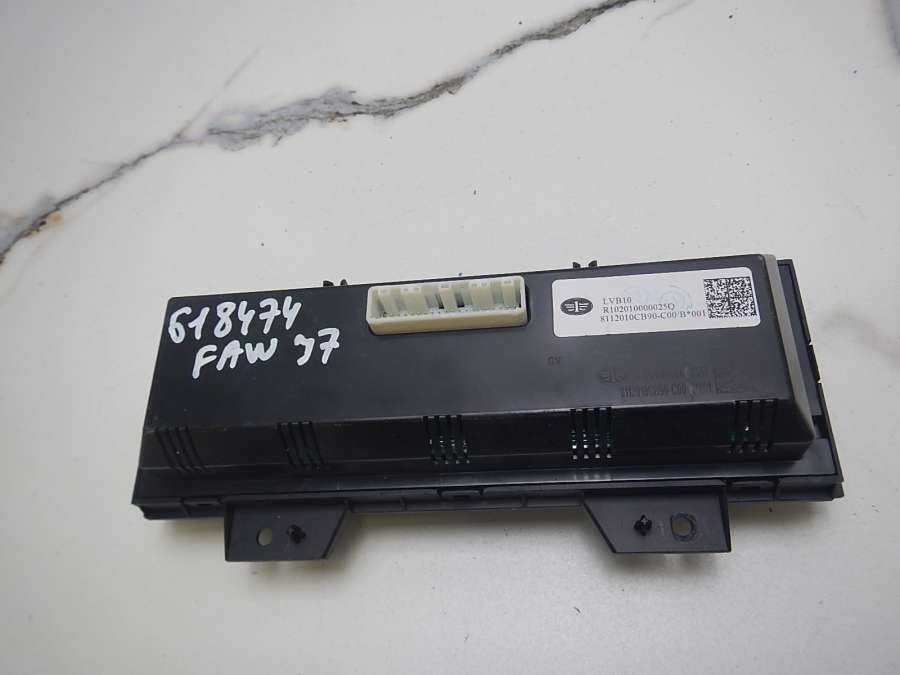 618474
FAW J7
LVB10
R102010000025Q
8112010CB90-C00/B*001